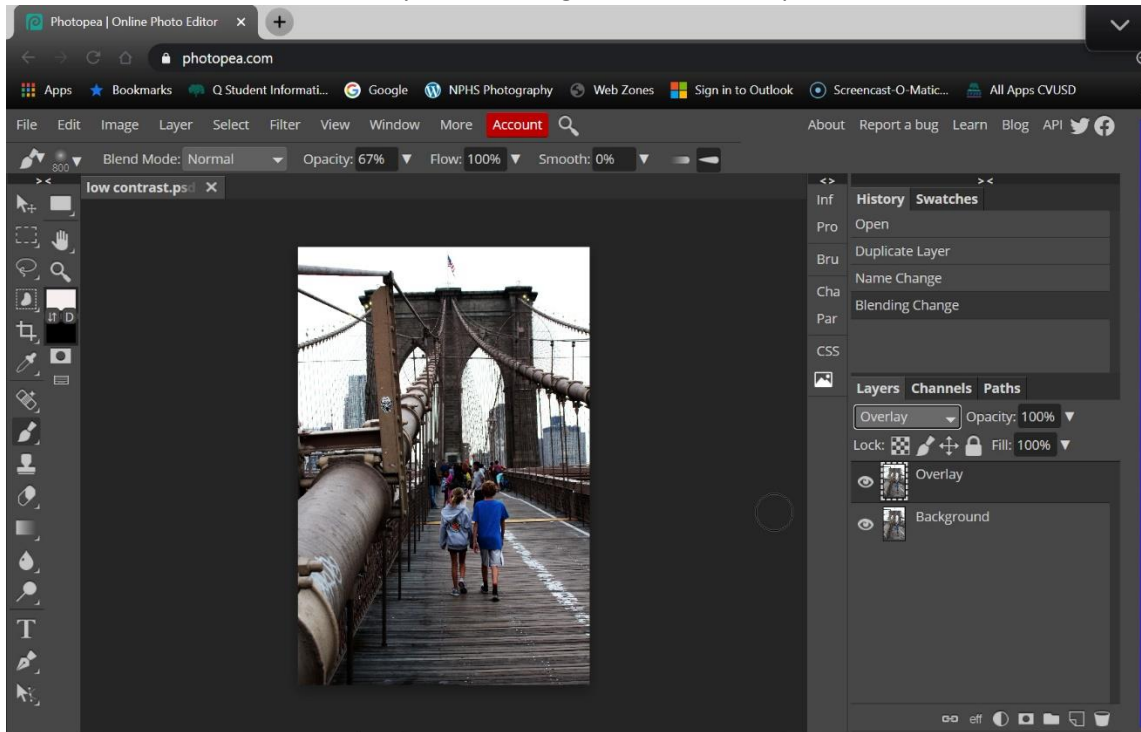 Photopea | Online Photo Editor
photopea.com
Apps Bookmarks Q Student Informati... Google NPHS Photography Web Zones Sign in to Outlook Screencast-O-Matic... All Apps CVUSD
File Edit Image Layer Select Filter View Window More Account About Report a bug Learn Blog API
800 Blend Mode: Normal Opacity: 67% Flow: 100% Smooth: 0%
low contrast.psd
Inf
Pro
Bru
Cha
Par
CSS
D
T
History Swatches
Open
Duplicate Layer
Name Change
Blending Change
Layers Channels Paths
Overlay Opacity: 100%
Lock: Fill: 100%
Overlay
Background
eff